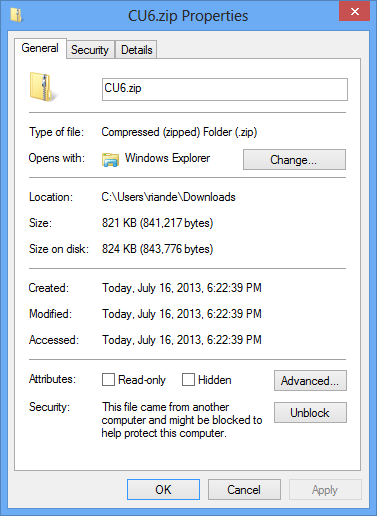 CU6.zip Properties
General Security Details
CU6.zip
Type of file: Compressed (zipped) Folder (.zip)
Opens with: Windows Explorer Change...
Location: C:\Users\riande\Downloads
Size: 821 KB (841,217 bytes)
Size on disk: 824 KB (843,776 bytes)
Created: Today, July 16, 2013, 6:22:39 PM
Modified: Today, July 16, 2013, 6:22:39 PM
Accessed: Today, July 16, 2013, 6:22:39 PM
Attributes: Read-only Hidden Advanced...
Security: This file came from another Unblock
computer and might be blocked to
help protect this computer.
OK Cancel Apply